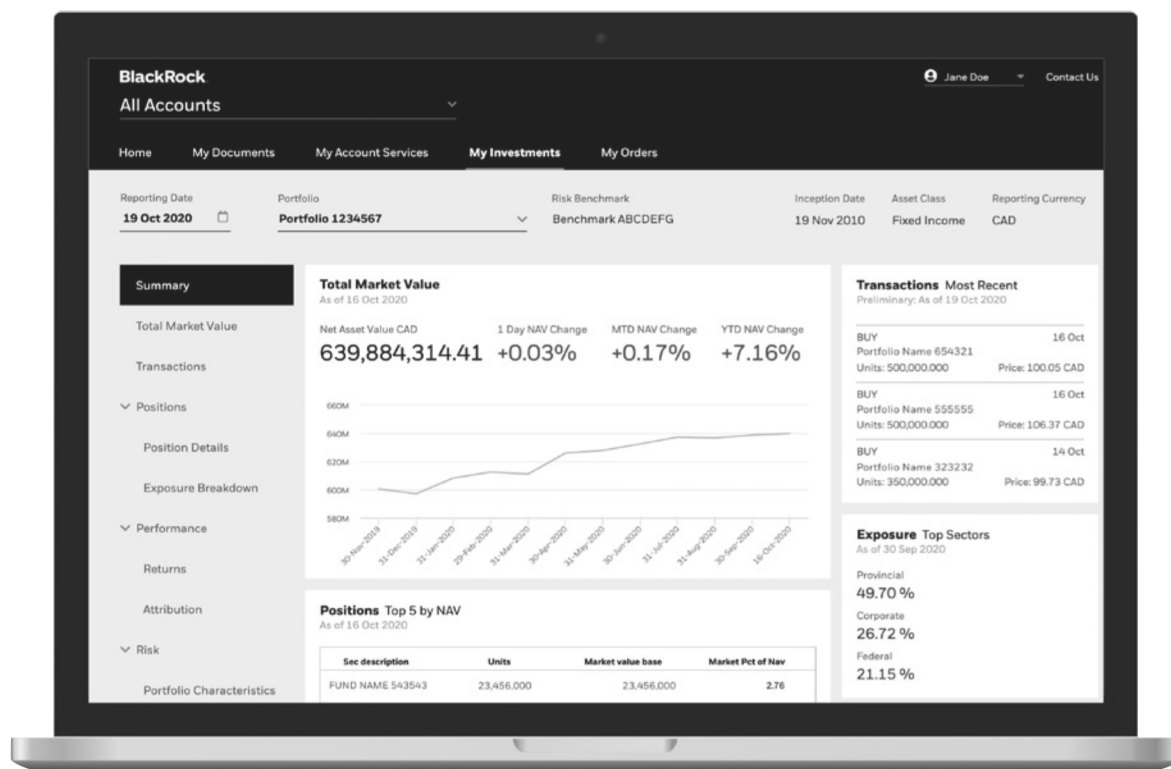 BlackRock
Jane Doe
Contact Us
All Accounts
Home My Documents My Account Services My Investments My Orders
Reporting Date Portfolio Risk Benchmark Inception Date Asset Class Reporting Currency
19 Oct 2020 Portfolio 1234567 Benchmark ABCDEFG 19 Nov 2010 Fixed Income CAD
Summary
Total Market Value
Transactions
Positions
Position Details
Exposure Breakdown
Performance
Returns
Attribution
Risk
Portfolio Characteristics
Total Market Value
As of 16 Oct 2020
Net Asset Value CAD 1 Day NAV Change MTD NAV Change YTD NAV Change
639,884,314.41 +0.03% +0.17% +7.16%
660M
640M
620M
600M
580M
30-Nov-2019 31-Dec-2019 31-Jan-2020 29-Feb-2020 31-Mar-2020 30-Apr-2020 31-May-2020 30-Jun-2020 31-Jul-2020 31-Aug-2020 30-Sep-2020 16-Oct-2020
Positions Top 5 by NAV
As of 16 Oct 2020
Sec description Units Market value base Market Pct of Nav
FUND NAME 543543 23,456,000 23,456,000 2.76
Transactions Most Recent
Preliminary: As of 19 Oct 2020
BUY 16 Oct
Portfolio Name 654321
Units: 500,000.000 Price: 100.05 CAD
BUY 16 Oct
Portfolio Name 555555
Units: 500,000.000 Price: 106.37 CAD
BUY 14 Oct
Portfolio Name 323232
Units: 350,000.000 Price: 99.73 CAD
Exposure Top Sectors
As of 30 Sep 2020
Provincial
49.70 %
Corporate
26.72 %
Federal
21.15 %